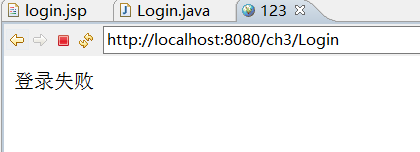 login.jsp Login.java 123
http://localhost:8080/ch3/Login
登录失败